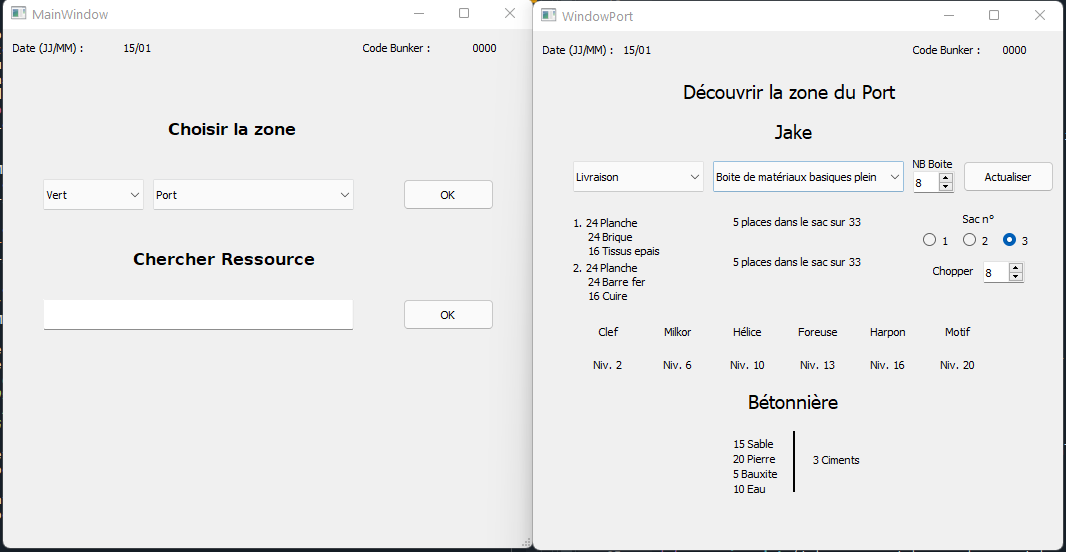 MainWindow
Date (JJ/MM) : 15/01 Code Bunker : 0000
Choisir la zone
Vert Port OK
Chercher Ressource
OK
WindowPort
Date (JJ/MM) : 15/01 Code Bunker : 0000
Découvrir la zone du Port
Jake
NB Boite
Livraison Boite de matériaux basiques plein 8 Actualiser
1. 24 Planche
24 Brique
16 Tissus epais
2. 24 Planche
24 Barre fer
16 Cuire
5 places dans le sac sur 33
5 places dans le sac sur 33
Sac n°
1 2 3
Chopper 8
Clef Milkor Hélice Foreuse Harpon Motif
Niv. 2 Niv. 6 Niv. 10 Niv. 13 Niv. 16 Niv. 20
Bétonnière
15 Sable
20 Pierre
5 Bauxite
10 Eau
3 Ciments